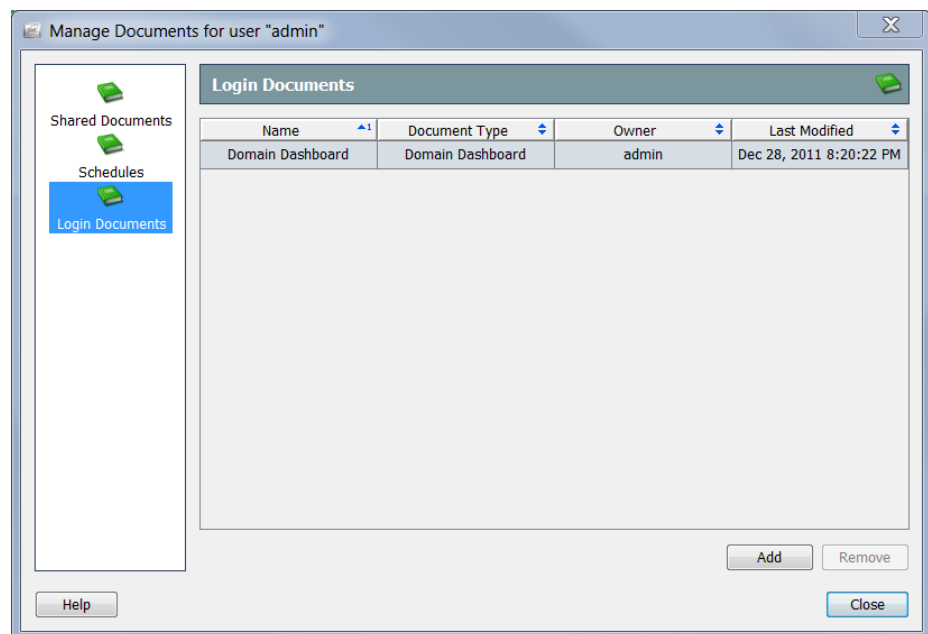 Manage Documents for user "admin"
Shared Documents
Schedules
Login Documents
Login Documents
Name 1 Document Type Owner Last Modified
Domain Dashboard Domain Dashboard admin Dec 28, 2011 8:20:22 PM
Add Remove
Help Close